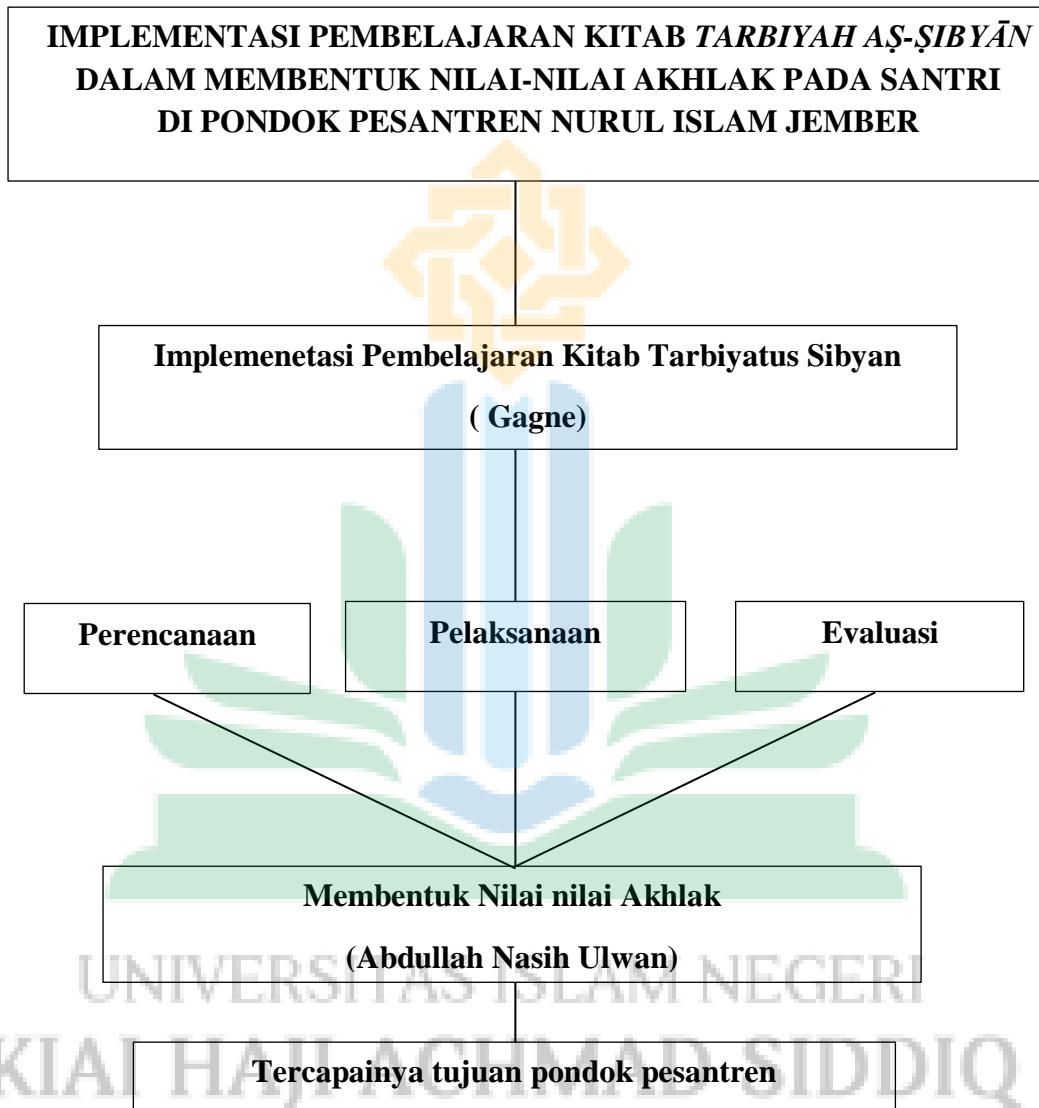 IMPLEMENTASI PEMBELAJARAN KITAB TARBIYAH AṢ-ṢIBYĀN
DALAM MEMBENTUK NILAI-NILAI AKHLAK PADA SANTRI
DI PONDOK PESANTREN NURUL ISLAM JEMBER
Implemenetasi Pembelajaran Kitab Tarbiyatus Sibyan
( Gagne)
Perencanaan
Pelaksanaan
Evaluasi
Membentuk Nilai nilai Akhlak
(Abdullah Nasih Ulwan)
UNIVERSITAS ISLAM NEGERI
KIAI HAJI ACHMAD SIDDIQ
Tercapainya tujuan pondok pesantren